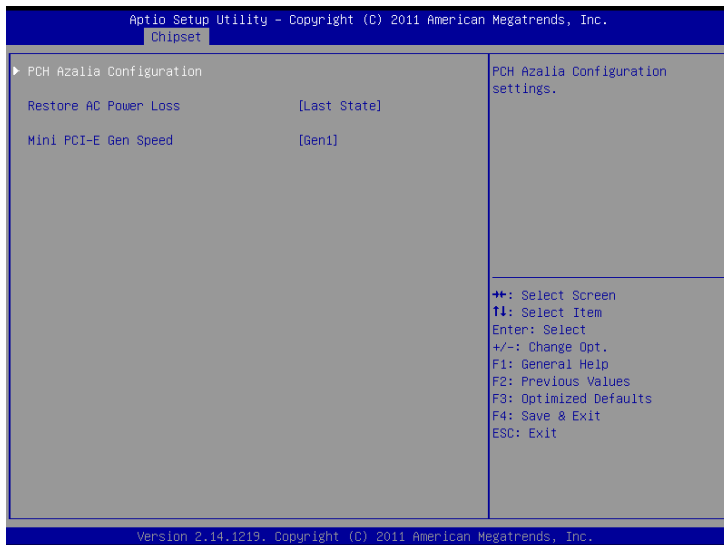 Aptio Setup Utility – Copyright (C) 2011 American Megatrends, Inc.
Chipset
▶ PCH Azalia Configuration
Restore AC Power Loss [Last State]
Mini PCI-E Gen Speed [Gen1]
PCH Azalia Configuration
settings.
→←: Select Screen
↑↓: Select Item
Enter: Select
+/-: Change Opt.
F1: General Help
F2: Previous Values
F3: Optimized Defaults
F4: Save & Exit
ESC: Exit
Version 2.14.1219. Copyright (C) 2011 American Megatrends, Inc.